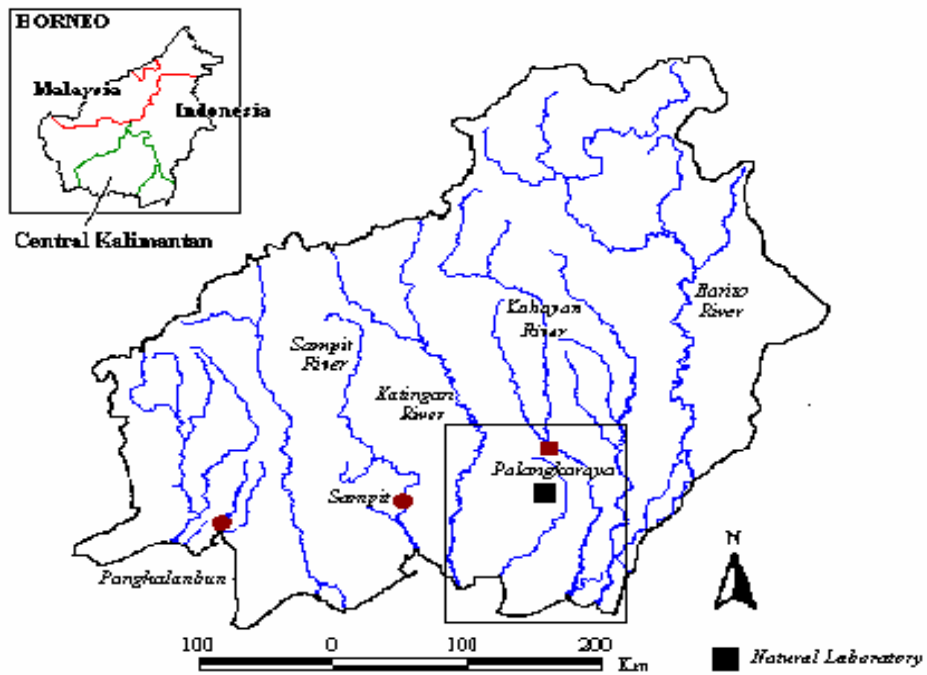 BORNEO
Malaysia
Indonesia
Central Kalimantan
Barito
River
Kahayan
River
Sampit
River
Katingan
River
Palangkaraya
Sampit
Pangkalanbun
N
100 0 100 200
Km
Natural Laboratory